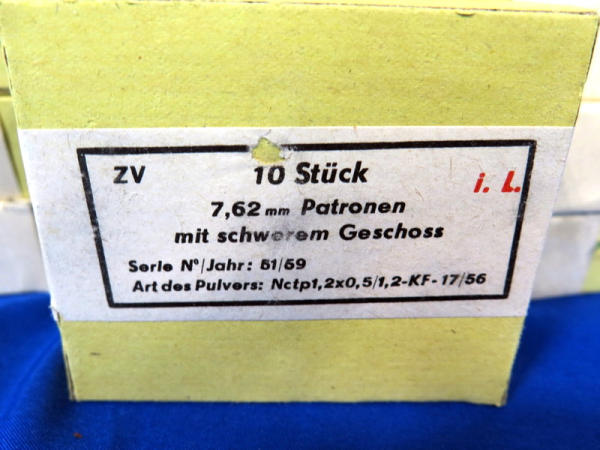 ZV 10 Stück i. L.
7,62 mm Patronen
mit schwerem Geschoss
Serie Nº/Jahr: 51/59
Art des Pulvers: Nctp1,2x0,5/1,2-KF-17/56